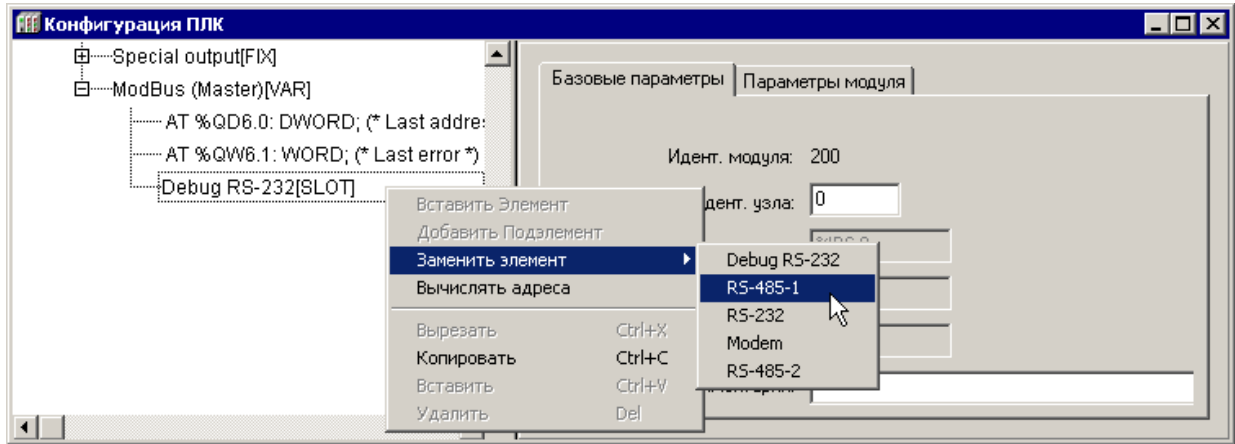 Конфигурация ПЛК
Special output[FIX]
ModBus (Master)[VAR]
AT %QD6.0: DWORD; (* Last addre
AT %QW6.1: WORD; (* Last error *)
Debug RS-232[SLOT]
Базовые параметры
Параметры модуля
Идент. модуля: 200
дент. узла: 0
Вставить Элемент
Добавить Подэлемент
Заменить элемент
Вычислять адреса
Вырезать Ctrl+X
Копировать Ctrl+C
Вставить Ctrl+V
Удалить Del
Debug RS-232
RS-485-1
RS-232
Modem
RS-485-2